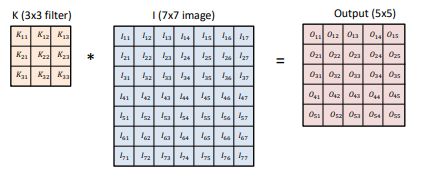 K (3x3 filter) I (7x7 image) Output (5x5)
K11 K12 K13
K21 K22 K23
K31 K32 K33
*
I11 I12 I13 I14 I15 I16 I17
I21 I22 I23 I24 I25 I26 I27
I31 I32 I33 I34 I35 I36 I37
I41 I42 I43 I44 I45 I46 I47
I51 I52 I53 I54 I55 I56 I57
I61 I62 I63 I64 I65 I66 I67
I71 I72 I73 I74 I75 I76 I77
=
O11 O12 O13 O14 O15
O21 O22 O23 O24 O25
O31 O32 O33 O34 O35
O41 O42 O43 O44 O45
O51 O52 O53 O54 O55